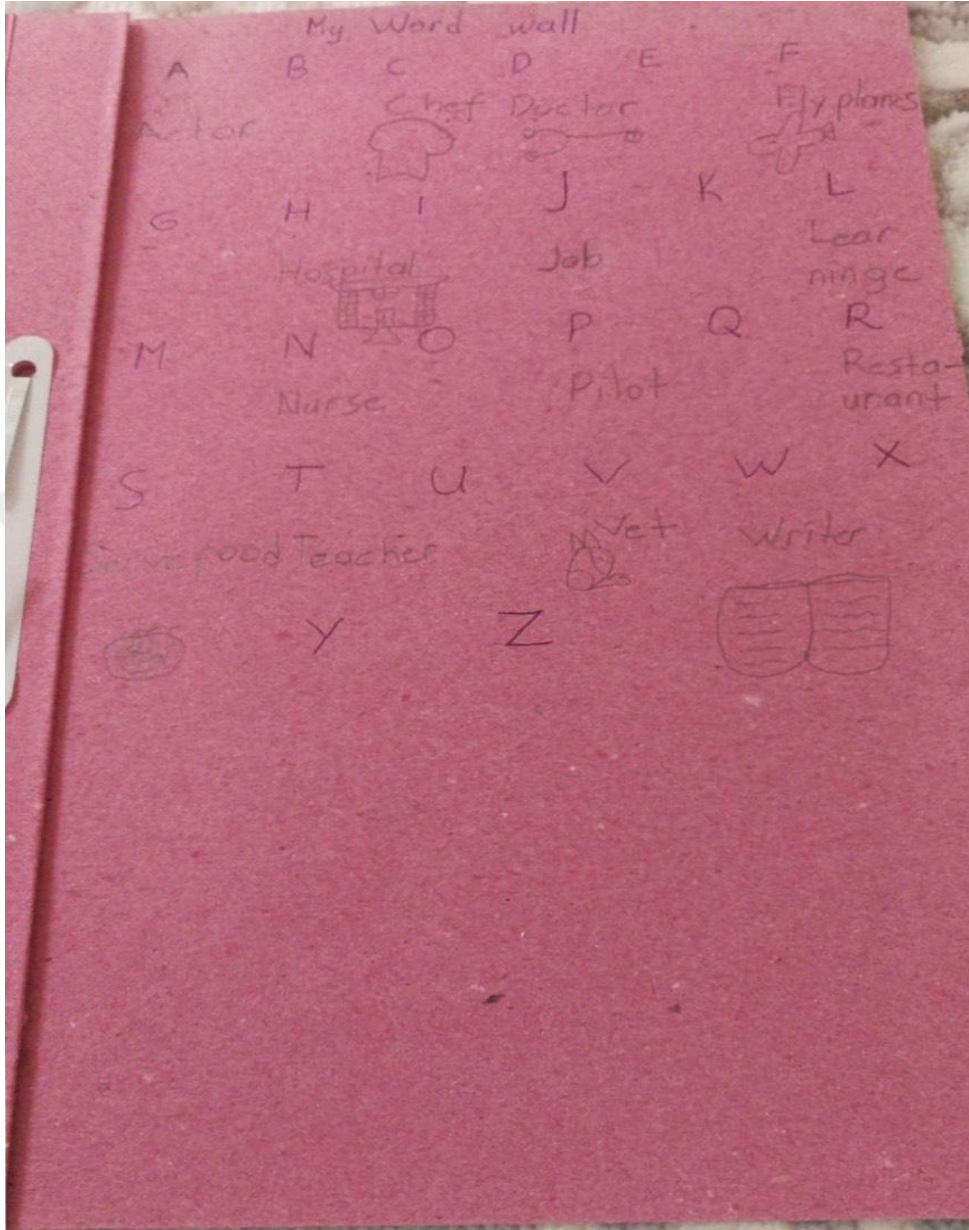 My Word wall
A B C D E F
Actor Chef Doctor Fly planes
G H I J K L
Hospital Job Lear
ninge
M N O P Q R
Nurse Pilot Resta-
urant
S T U V W X
Serve food Teacher Vet Writer
Y Z